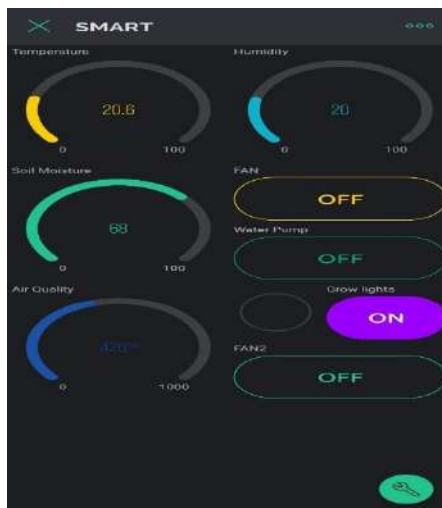 SMART
Temperature
Humidity
20.6
20
0
100
0
100
Soil Moisture
FAN
68
OFF
0
100
Water Pump
OFF
Air Quality
Grow lights
ON
0
1000
FAN2
OFF